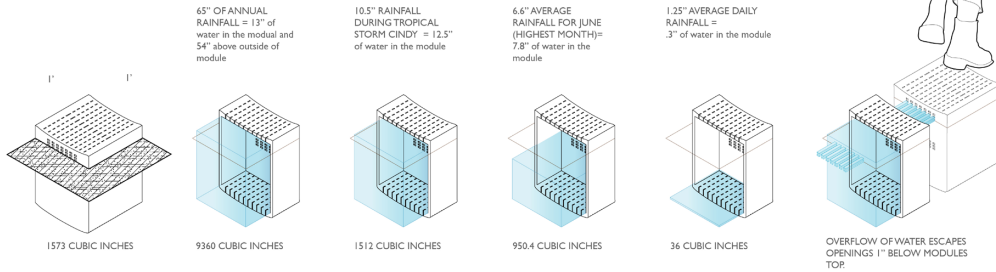 65” OF ANNUAL
RAINFALL = 13” of
water in the modual and
54” above outside of
module
10.5” RAINFALL
DURING TROPICAL
STORM CINDY = 12.5”
of water in the module
6.6” AVERAGE
RAINFALL FOR JUNE
(HIGHEST MONTH)=
7.8” of water in the
module
1.25” AVERAGE DAILY
RAINFALL =
.3” of water in the module
1”
1”
1573 CUBIC INCHES
9360 CUBIC INCHES
1512 CUBIC INCHES
950.4 CUBIC INCHES
36 CUBIC INCHES
OVERFLOW OF WATER ESCAPES
OPENINGS 1” BELOW MODULES
TOP.